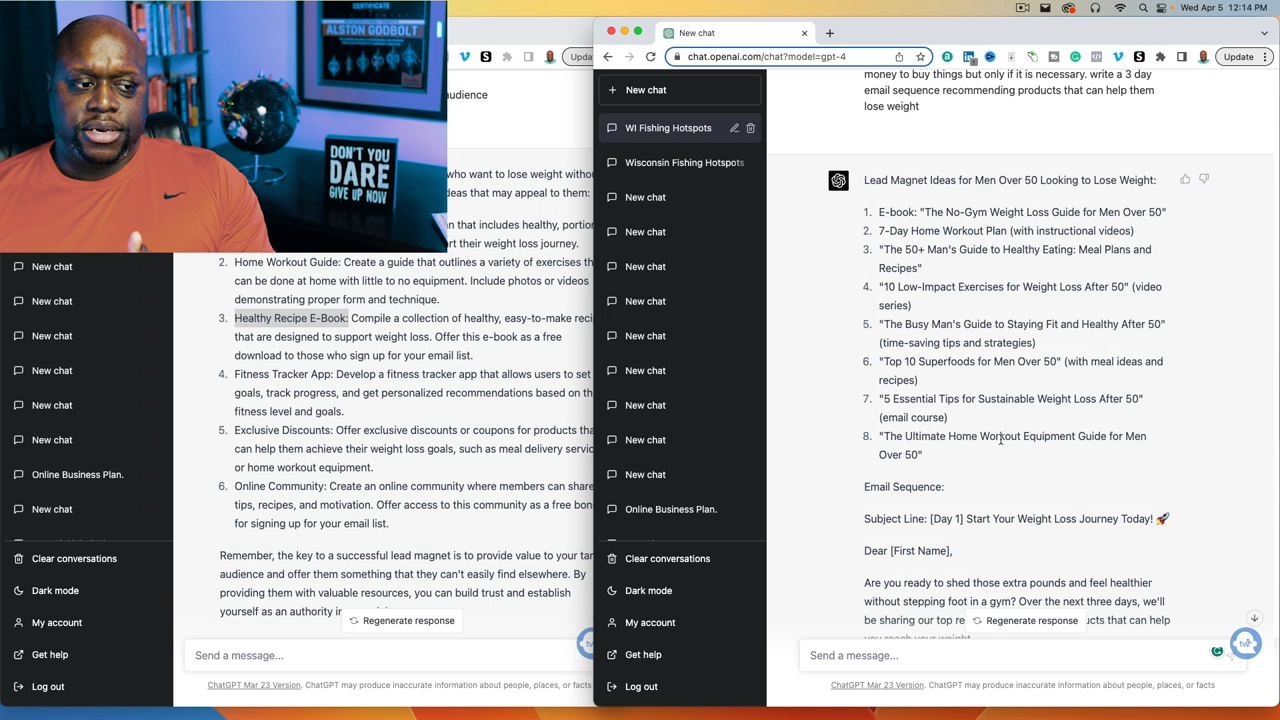 Wed Apr 5 12:14 PM
CERTIFICATE
ALSTON GODBOLT
DON'T YOU
DARE
GIVE UP NOW
S
Upda
udience
who want to lose weight without
deas that may appeal to them:
n that includes healthy, portio
rt their weight loss journey.
2. Home Workout Guide: Create a guide that outlines a variety of exercises th
can be done at home with little to no equipment. Include photos or videos
demonstrating proper form and technique.
3. Healthy Recipe E-Book: Compile a collection of healthy, easy-to-make reci
that are designed to support weight loss. Offer this e-book as a free
download to those who sign up for your email list.
4. Fitness Tracker App: Develop a fitness tracker app that allows users to set
goals, track progress, and get personalized recommendations based on th
fitness level and goals.
5. Exclusive Discounts: Offer exclusive discounts or coupons for products tha
can help them achieve their weight loss goals, such as meal delivery servic
or home workout equipment.
6. Online Community: Create an online community where members can share
tips, recipes, and motivation. Offer access to this community as a free bon
for signing up for your email list.
Remember, the key to a successful lead magnet is to provide value to your tar
audience and offer them something that they can't easily find elsewhere. By
providing them with valuable resources, you can build trust and establish
yourself as an authority in
Regenerate response
Send a message...
ChatGPT Mar 23 Version. ChatGPT may produce inaccurate information about people, places, or facts
New chat
New chat
New chat
New chat
New chat
New chat
Online Business Plan.
New chat
Clear conversations
Dark mode
My account
Get help
Log out
New chat
chat.openai.com/chat?model=gpt-4
Update
New chat
WI Fishing Hotspots
Wisconsin Fishing Hotspots
New chat
New chat
New chat
New chat
New chat
New chat
New chat
New chat
New chat
Online Business Plan.
Clear conversations
Dark mode
My account
Get help
Log out
money to buy things but only if it is necessary. write a 3 day
email sequence recommending products that can help them
lose weight
Lead Magnet Ideas for Men Over 50 Looking to Lose Weight:
1. E-book: "The No-Gym Weight Loss Guide for Men Over 50"
2. 7-Day Home Workout Plan (with instructional videos)
3. "The 50+ Man's Guide to Healthy Eating: Meal Plans and
Recipes"
4. "10 Low-Impact Exercises for Weight Loss After 50" (video
series)
5. "The Busy Man's Guide to Staying Fit and Healthy After 50"
(time-saving tips and strategies)
6. "Top 10 Superfoods for Men Over 50" (with meal ideas and
recipes)
7. "5 Essential Tips for Sustainable Weight Loss After 50"
(email course)
8. "The Ultimate Home Workout Equipment Guide for Men
Over 50"
Email Sequence:
Subject Line: [Day 1] Start Your Weight Loss Journey Today! 🚀
Dear [First Name],
Are you ready to shed those extra pounds and feel healthier
without stepping foot in a gym? Over the next three days, we'll
be sharing our top re
ucts that can help
you reach your weight
Regenerate response
Send a message...
ChatGPT Mar 23 Version. ChatGPT may produce inaccurate information about people, places, or facts